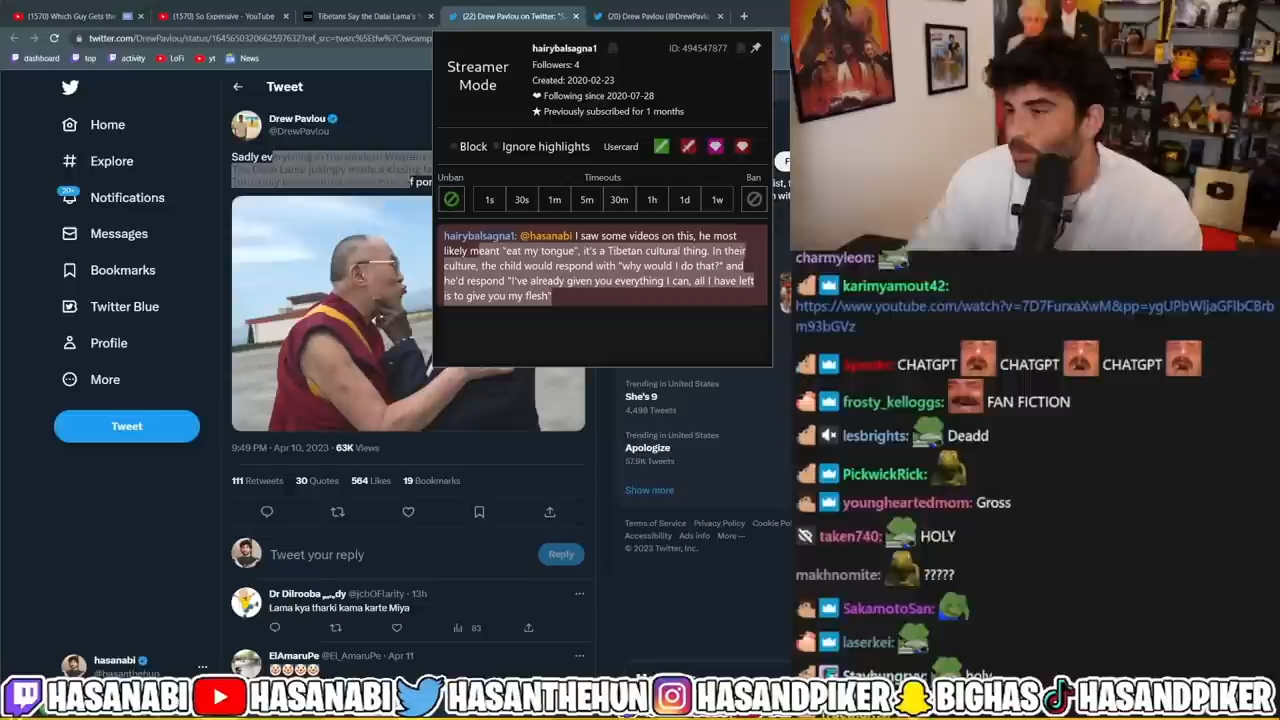 (1570) Which Guy Gets the
(1570) So Expensive - YouTube
Tibetans Say the Dalai Lama's
(22) Drew Pavlou on Twitter: "S
(20) Drew Pavlou (@DrewPavlou
twitter.com/DrewPavlou/status/1645650320662597632?ref_src=twsrc%5Etfw%7Ctwcamp
dashboard
top
activity
LoFi
yt
News
Tweet
Home
Explore
20+
Notifications
Messages
Bookmarks
Twitter Blue
Profile
More
Tweet
hasanabi
@hasanthehun
Drew Pavlou
@DrewPavlou
9:49 PM · Apr 10, 2023 · 63K Views
111 Retweets 30 Quotes 564 Likes 19 Bookmarks
Tweet your reply
Reply
Dr Dilrooba
@jcbOFlarity · 13h
Lama kya tharki kama karte Miya
83
ElAmaruPe @El_AmaruPe · Apr 11
Streamer
Mode
hairybalsagna1
ID: 494547877
Followers: 4
Created: 2020-02-23
❤ Following since 2020-07-28
★ Previously subscribed for 1 months
Block
Ignore highlights
Usercard
Unban
Timeouts
Ban
1s 30s 1m 5m 30m 1h 1d 1w
hairybalsagna1: @hasanabi I saw some videos on this, he most
likely meant "eat my tongue", it's a Tibetan cultural thing. In their
culture, the child would respond with "why would I do that?" and
he'd respond "I've already given you everything I can, all I have left
is to give you my flesh"
Trending in United States
She's 9
4,498 Tweets
Trending in United States
Apologize
57.9K Tweets
Show more
Terms of Service Privacy Policy Cookie Pol
Accessibility Ads info More ···
© 2023 Twitter, Inc.
charmyleon:
karimyamout42:
https://www.youtube.com/watch?v=7D7FurxaXwM&pp=ygUPbWljaGFlbCBrb
m93bGVz
CHATGPT CHATGPT CHATGPT
frosty_kelloggs: FAN FICTION
lesbrights: Deadd
PickwickRick:
youngheartedmom: Gross
taken740: HOLY
makhnomite: ?????
SakamotoSan:
laserkei:
holy
HASANABI HASANABI HASANTHEHUN HASANDPIKER BIGHAS HASANDPIKER